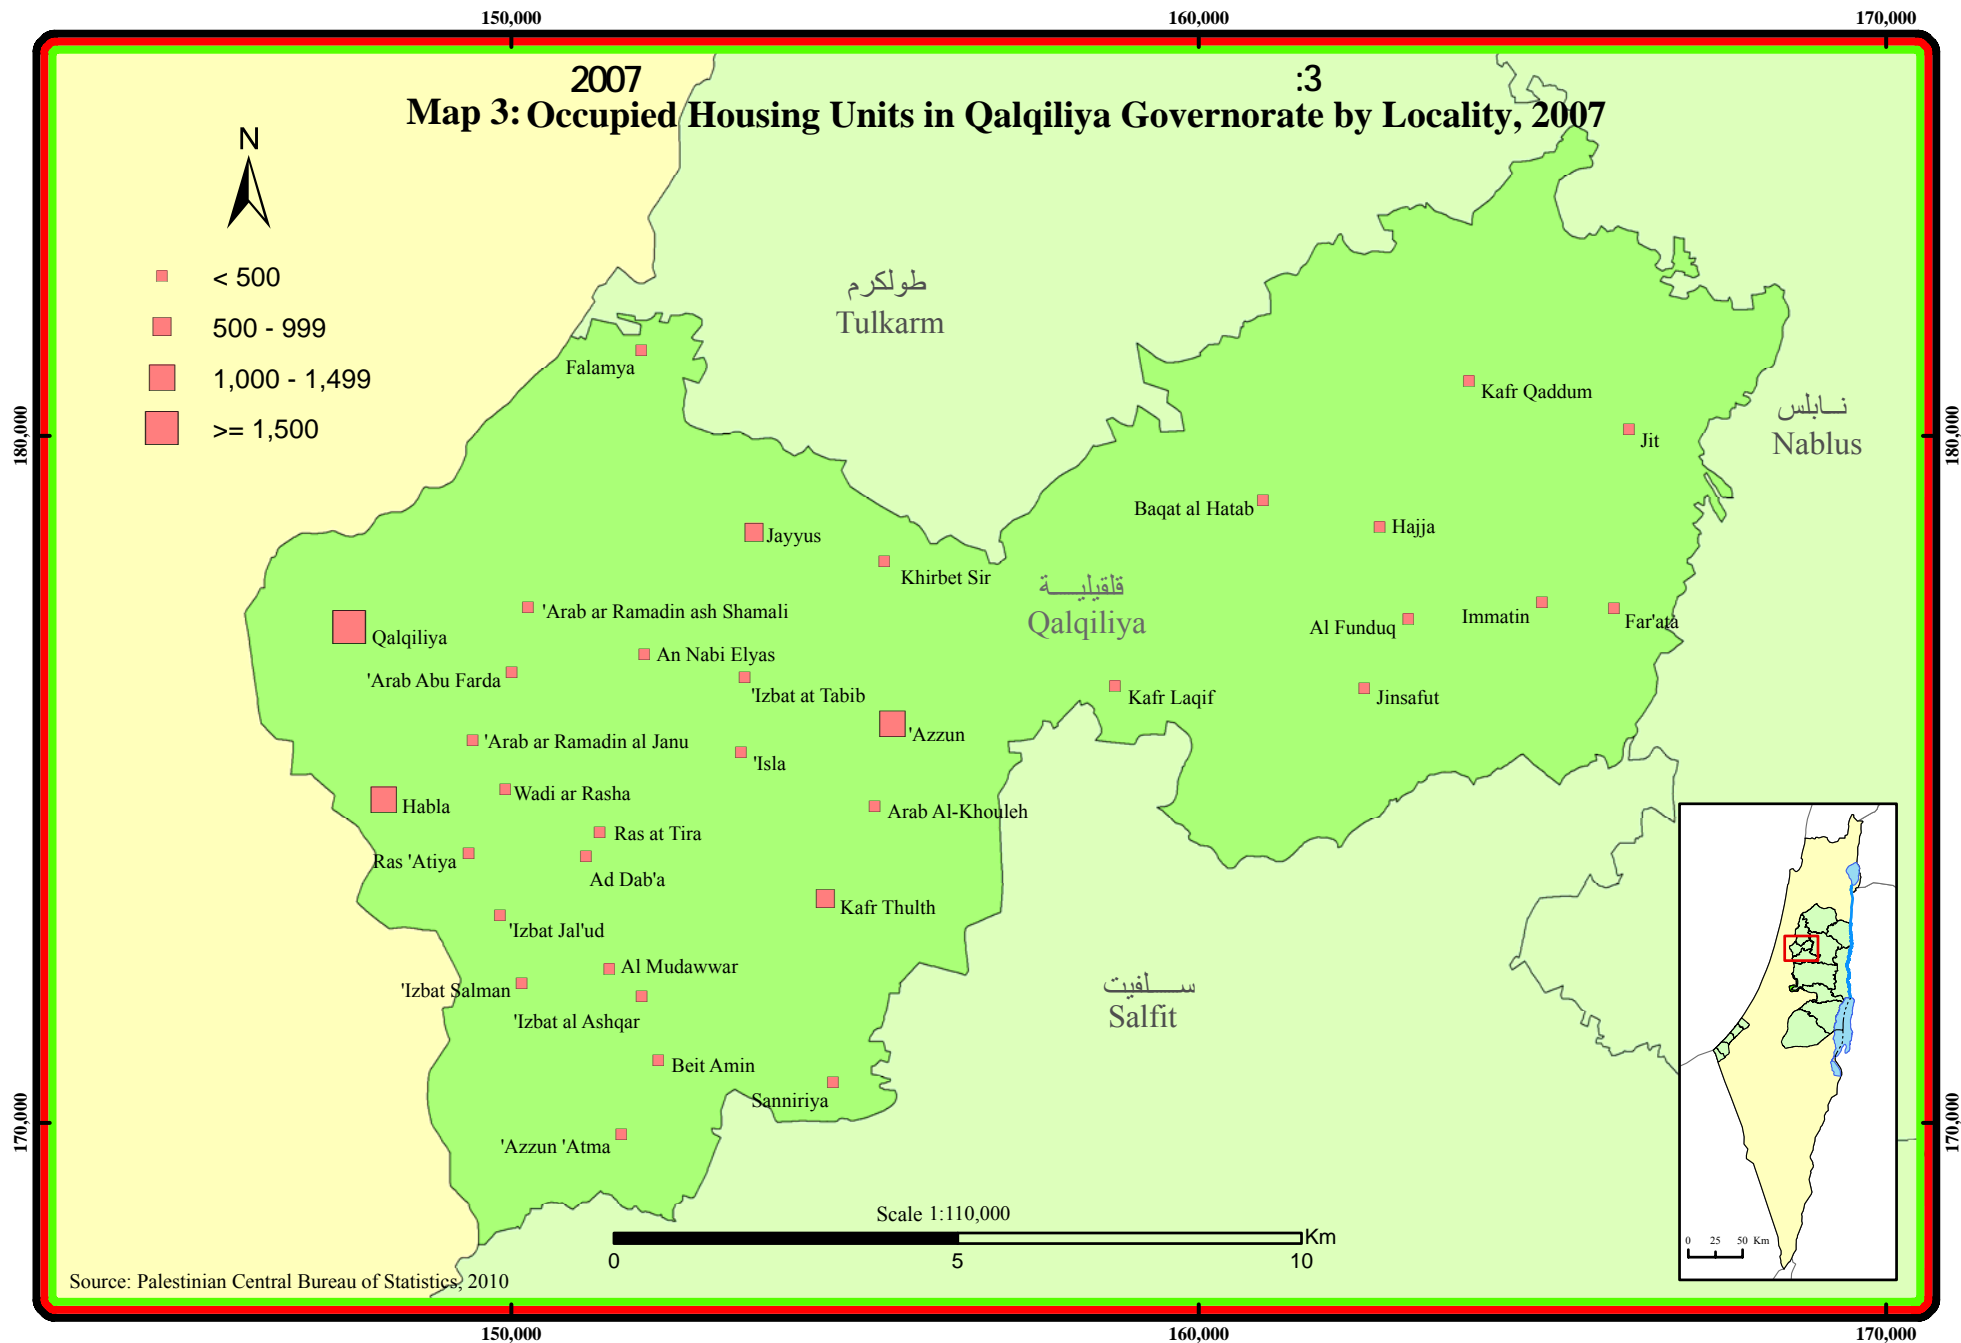 150,000
160,000
170,000
2007
:3
Map 3: Occupied Housing Units in Qalqiliya Governorate by Locality, 2007
N
< 500
500 - 999
1,000 - 1,499
>= 1,500
طولكرم
Tulkarm
Falamya
Kafr Qaddum
نــابلس
Nablus
180,000
180,000
Jit
Baqat al Hatab
Hajja
Jayyus
Khirbet Sir
قلقيليــــة
Qalqiliya
'Arab ar Ramadin ash Shamali
Qalqiliya
Al Funduq
Immatin
Far'ata
An Nabi Elyas
'Arab Abu Farda
'Izbat at Tabib
Kafr Laqif
Jinsafut
'Azzun
'Arab ar Ramadin al Janu
'Isla
Wadi ar Rasha
Habla
Arab Al-Khouleh
Ras at Tira
Ras 'Atiya
Ad Dab'a
Kafr Thulth
'Izbat Jal'ud
Al Mudawwar
'Izbat Salman
'Izbat al Ashqar
ســــلفيت
Salfit
Beit Amin
Sanniriya
170,000
170,000
'Azzun 'Atma
Scale 1:110,000
Km
0 5 10
0 25 50 Km
Source: Palestinian Central Bureau of Statistics, 2010
150,000
160,000
170,000